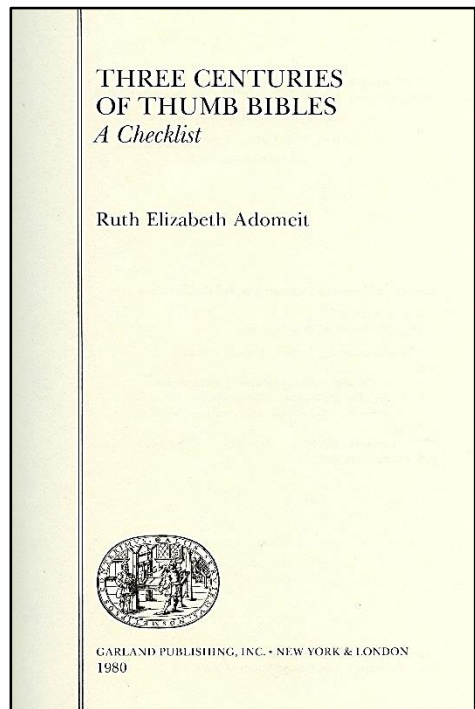 THREE CENTURIES
OF THUMB BIBLES
A Checklist
Ruth Elizabeth Adomeit
GARLAND PUBLISHING, INC. • NEW YORK & LONDON
1980